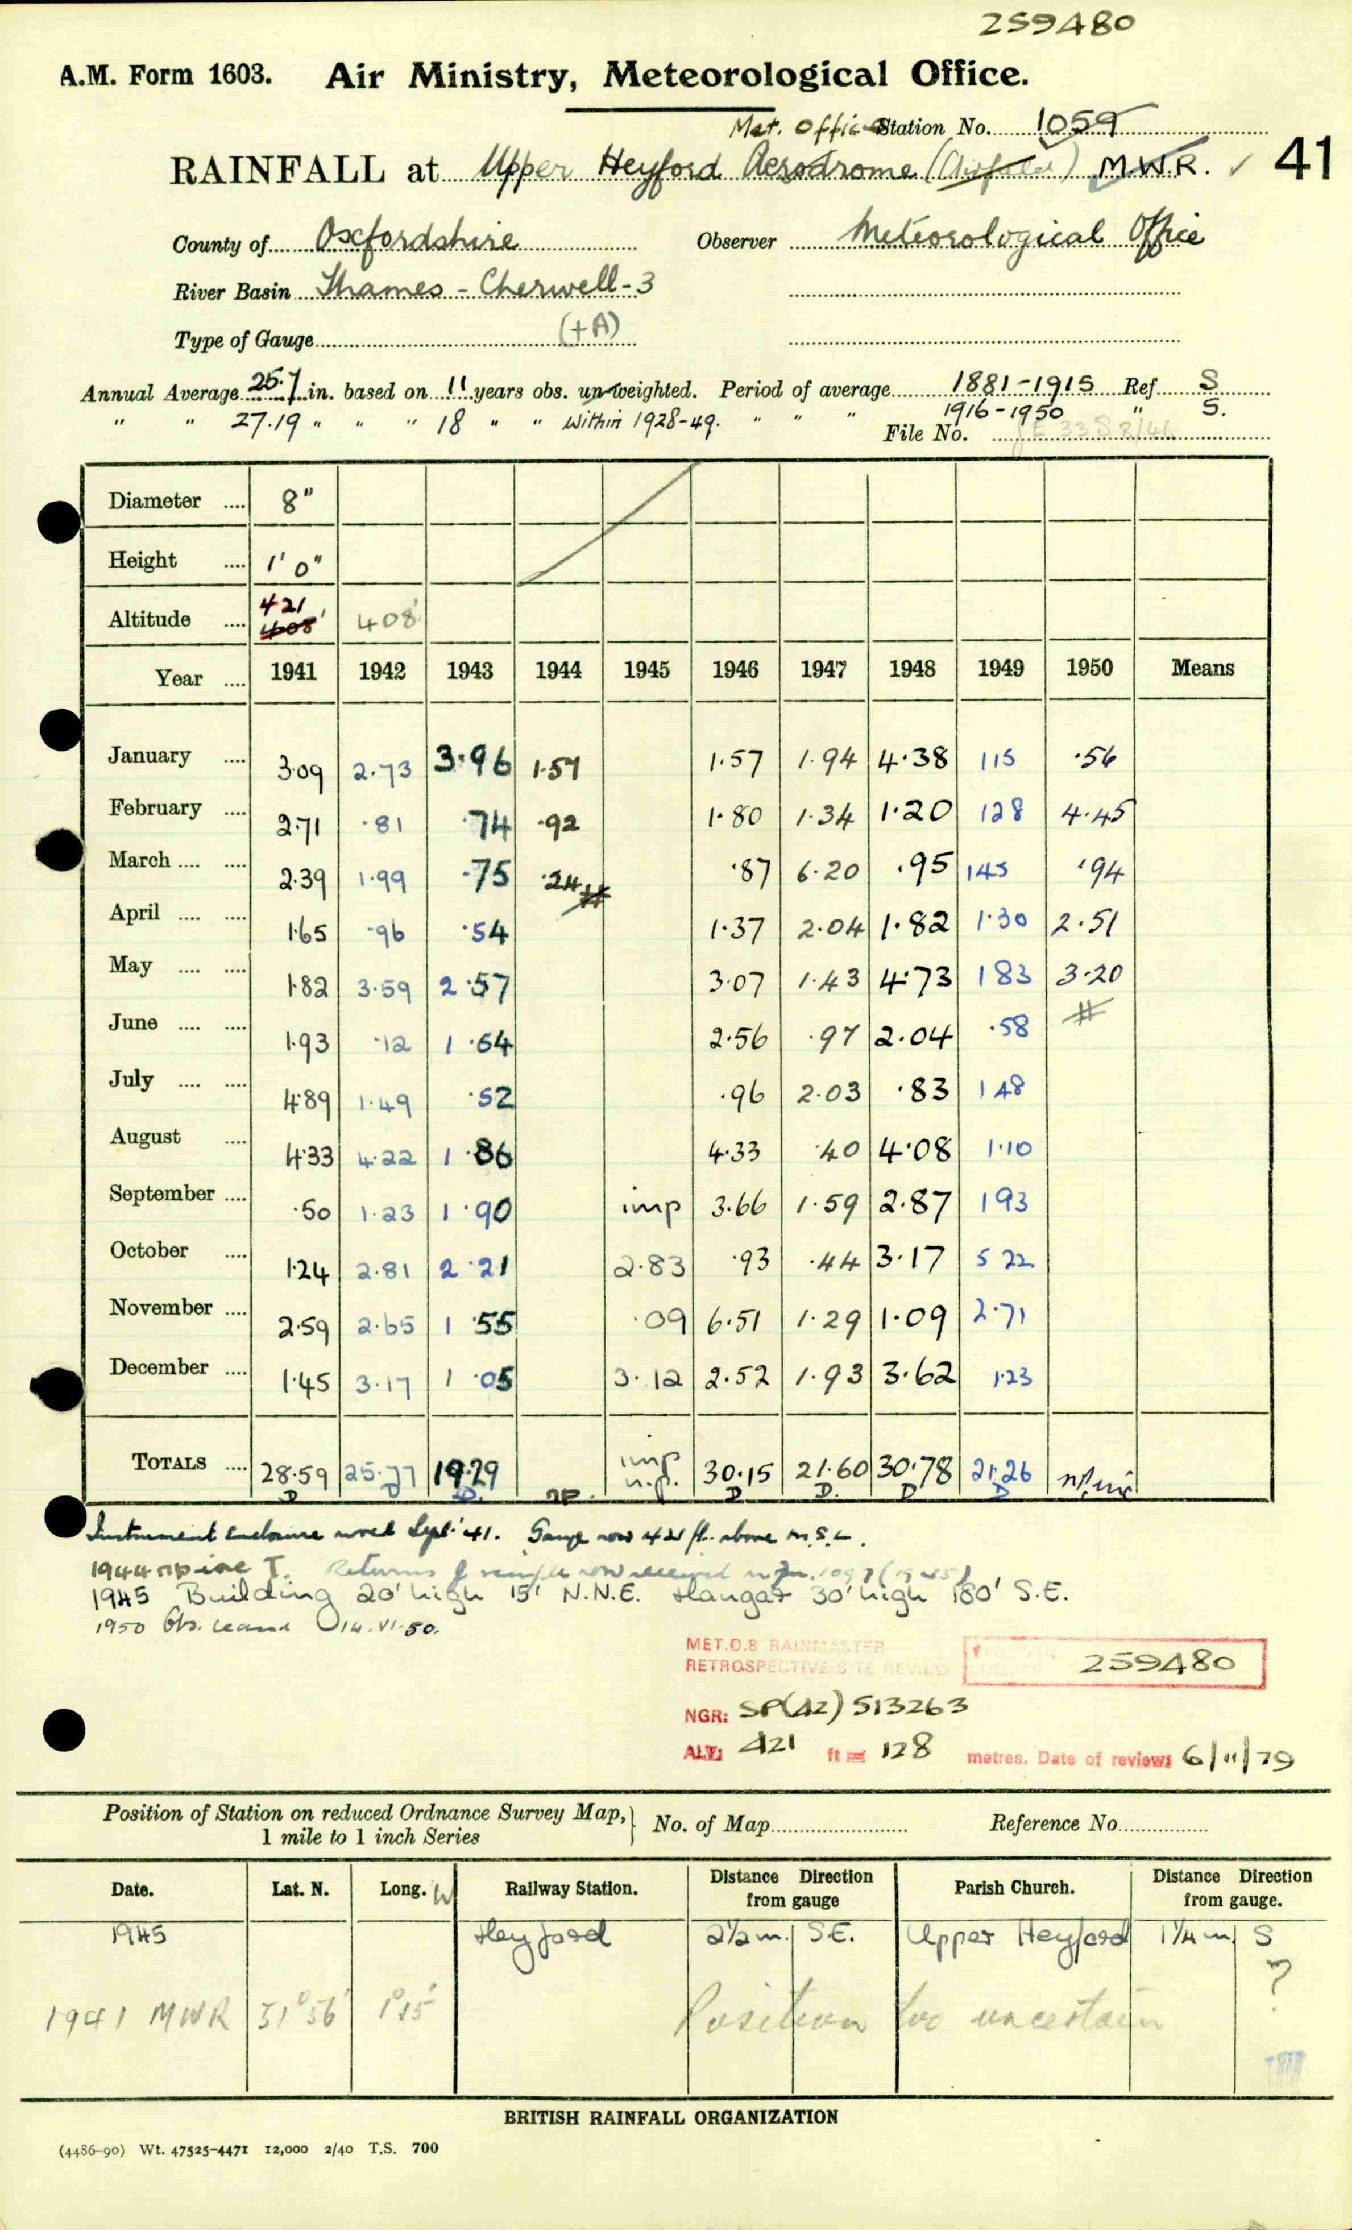 259480
A.M. Form 1603. Air Ministry, Meteorological Office.
Met. Office Station No. 1059
RAINFALL at Upper Heyford Aerodrome (Airfield) M.W.R. ✓ 41
County of Oxfordshire Observer Meteorological Office
River Basin Thames - Cherwell - 3
Type of Gauge (+A)
Annual Average 25.7 in. based on 11 years obs. un-weighted. Period of average 1881-1915 Ref S
" " 27.19 " " " 18 " " within 1928-49. " " " 1916-1950 " S.
File No.
Diameter 8"
Height 1' 0"
421
Altitude 408' 408'
Year 1941 1942 1943 1944 1945 1946 1947 1948 1949 1950 Means
January 3.09 2.73 3.96 1.57 1.57 1.94 4.38 115 .56
February 2.71 .81 .74 .92 1.80 1.34 1.20 128 4.45
March 2.39 1.99 .75 .24 # .87 6.20 .95 145 .94
April 1.65 .96 .54 1.37 2.04 1.82 1.30 2.51
May 1.82 3.59 2.57 3.07 1.43 4.73 183 3.20
June 1.93 .12 1.64 2.56 .97 2.04 .58 #
July 4.89 1.49 .52 .96 2.03 .83 148
August 4.33 4.22 1.86 4.33 .40 4.08 1.10
September .50 1.23 1.90 imp 3.66 1.59 2.87 193
October 1.24 2.81 2.21 2.83 .93 .44 3.17 5 22
November 2.59 2.65 1.55 .09 6.51 1.29 1.09 2.71
December 1.45 3.17 1.05 3.12 2.52 1.93 3.62 1.23
TOTALS 28.59 25.77 19.29 np. imp n.p. 30.15 21.60 30.78 21.26
D D D. D D. D D
Instrument Enclosure moved Sept '41. Gauge now 421 ft. above M.S.L.
1944 np in T. Returns
1945 Building 20' high 15' N.N.E. Hangar 30' high 180' S.E.
1950 Obs. ceased 14.VI.50.
MET.O.8 RAINMASTER
RETROSPECTIVE SITE REVIEW 259480
NGR: SP(42) 513263
ALT: 421 ft = 128 metres. Date of review: 6/11/79
Position of Station on reduced Ordnance Survey Map, 1 mile to 1 inch Series No. of Map Reference No.
Date. Lat. N. Long. W Railway Station. Distance Direction from gauge Parish Church. Distance Direction from gauge.
1945 Heyford 2½ m. S.E. Upper Heyford 1¼ m S
?
1941 MWR 51° 56' 1° 15' Position too uncertain
BRITISH RAINFALL ORGANIZATION
(4486-90) Wt. 47525-4471 12,000 2/40 T.S. 700